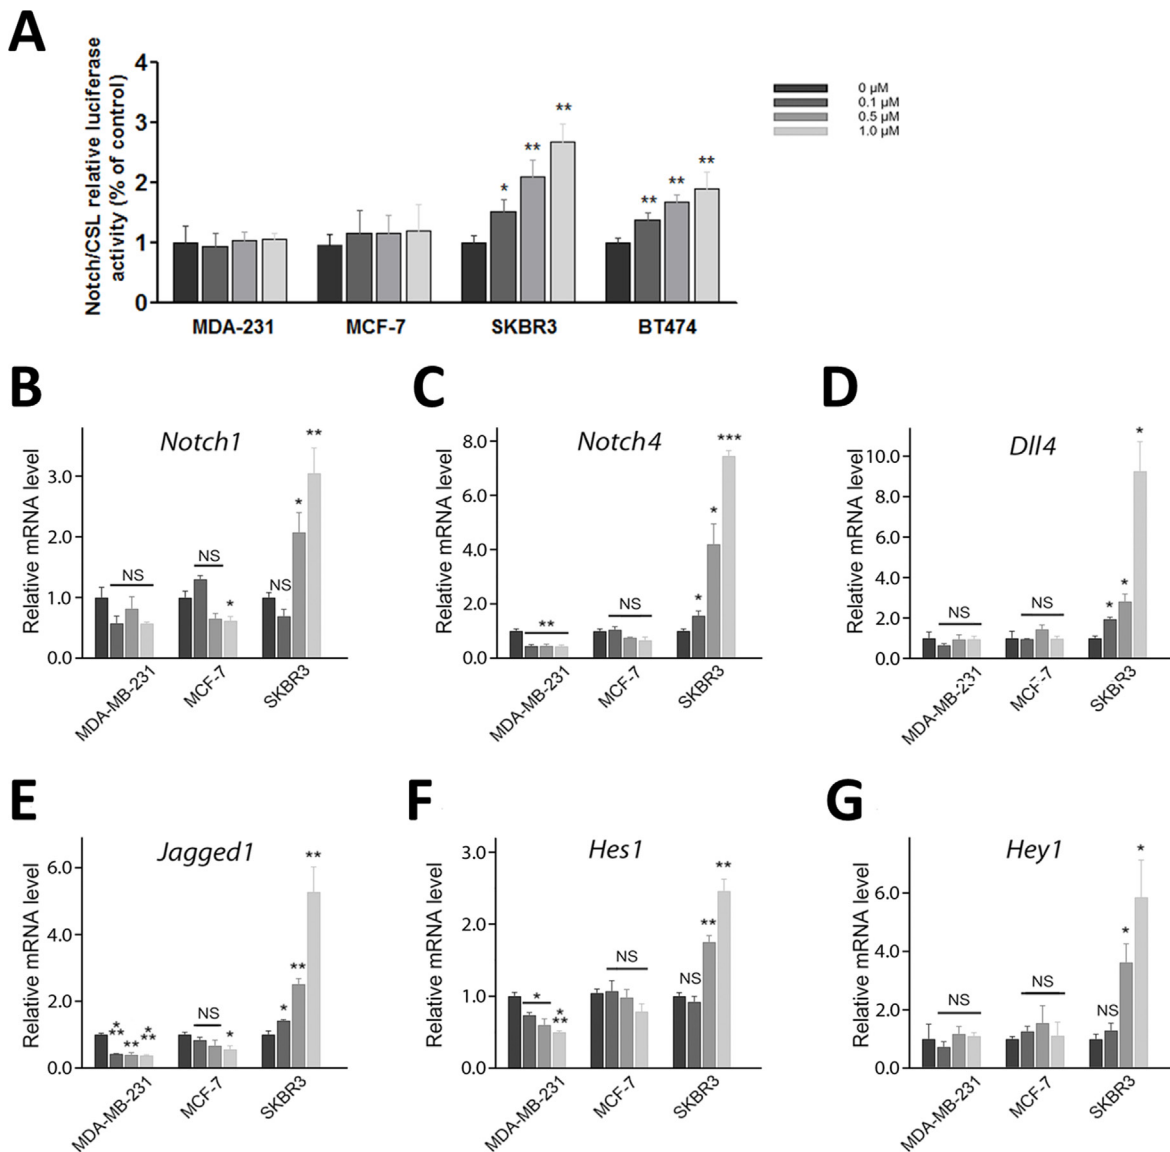 A
Notch/CSL relative luciferase
activity (% of control)
4
3
2
1
0
* ** **
** ** **
MDA-231 MCF-7 SKBR3 BT474
0 µM
0.1 µM
0.5 µM
1.0 µM
B
Notch1
Relative mRNA level
3.0
2.0
1.0
0.0
NS
NS
*
NS
*
**
MDA-MB-231 MCF-7 SKBR3
C
Notch4
Relative mRNA level
8.0
6.0
4.0
2.0
0.0
**
NS
*
*
***
MDA-MB-231 MCF-7 SKBR3
D
Dll4
Relative mRNA level
10.0
8.0
6.0
4.0
2.0
0.0
NS
NS
*
*
*
MDA-MB-231 MCF-7 SKBR3
E
Jagged1
Relative mRNA level
6.0
4.0
2.0
0.0
*
**
*
**
*
**
NS
*
*
**
**
MDA-MB-231 MCF-7 SKBR3
F
Hes1
Relative mRNA level
3.0
2.0
1.0
0.0
*
*
**
NS
NS
**
**
MDA-MB-231 MCF-7 SKBR3
G
Hey1
Relative mRNA level
6.0
4.0
2.0
0.0
NS
NS
NS
*
*
MDA-MB-231 MCF-7 SKBR3